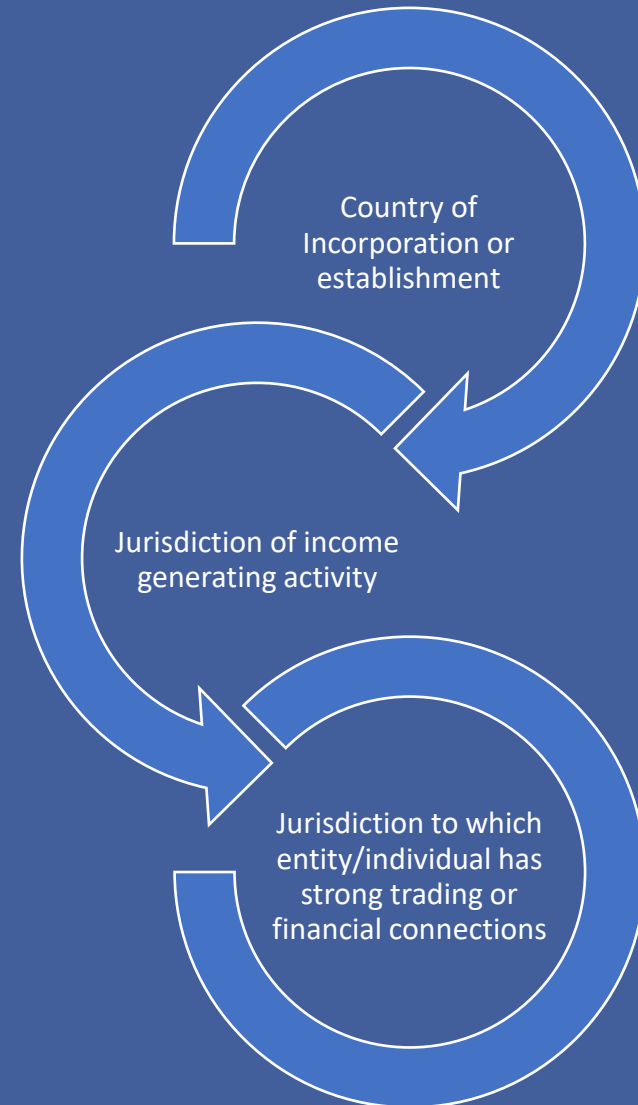 Country of
Incorporation or
establishment
Jurisdiction of income
generating activity
Jurisdiction to which
entity/individual has
strong trading or
financial connections